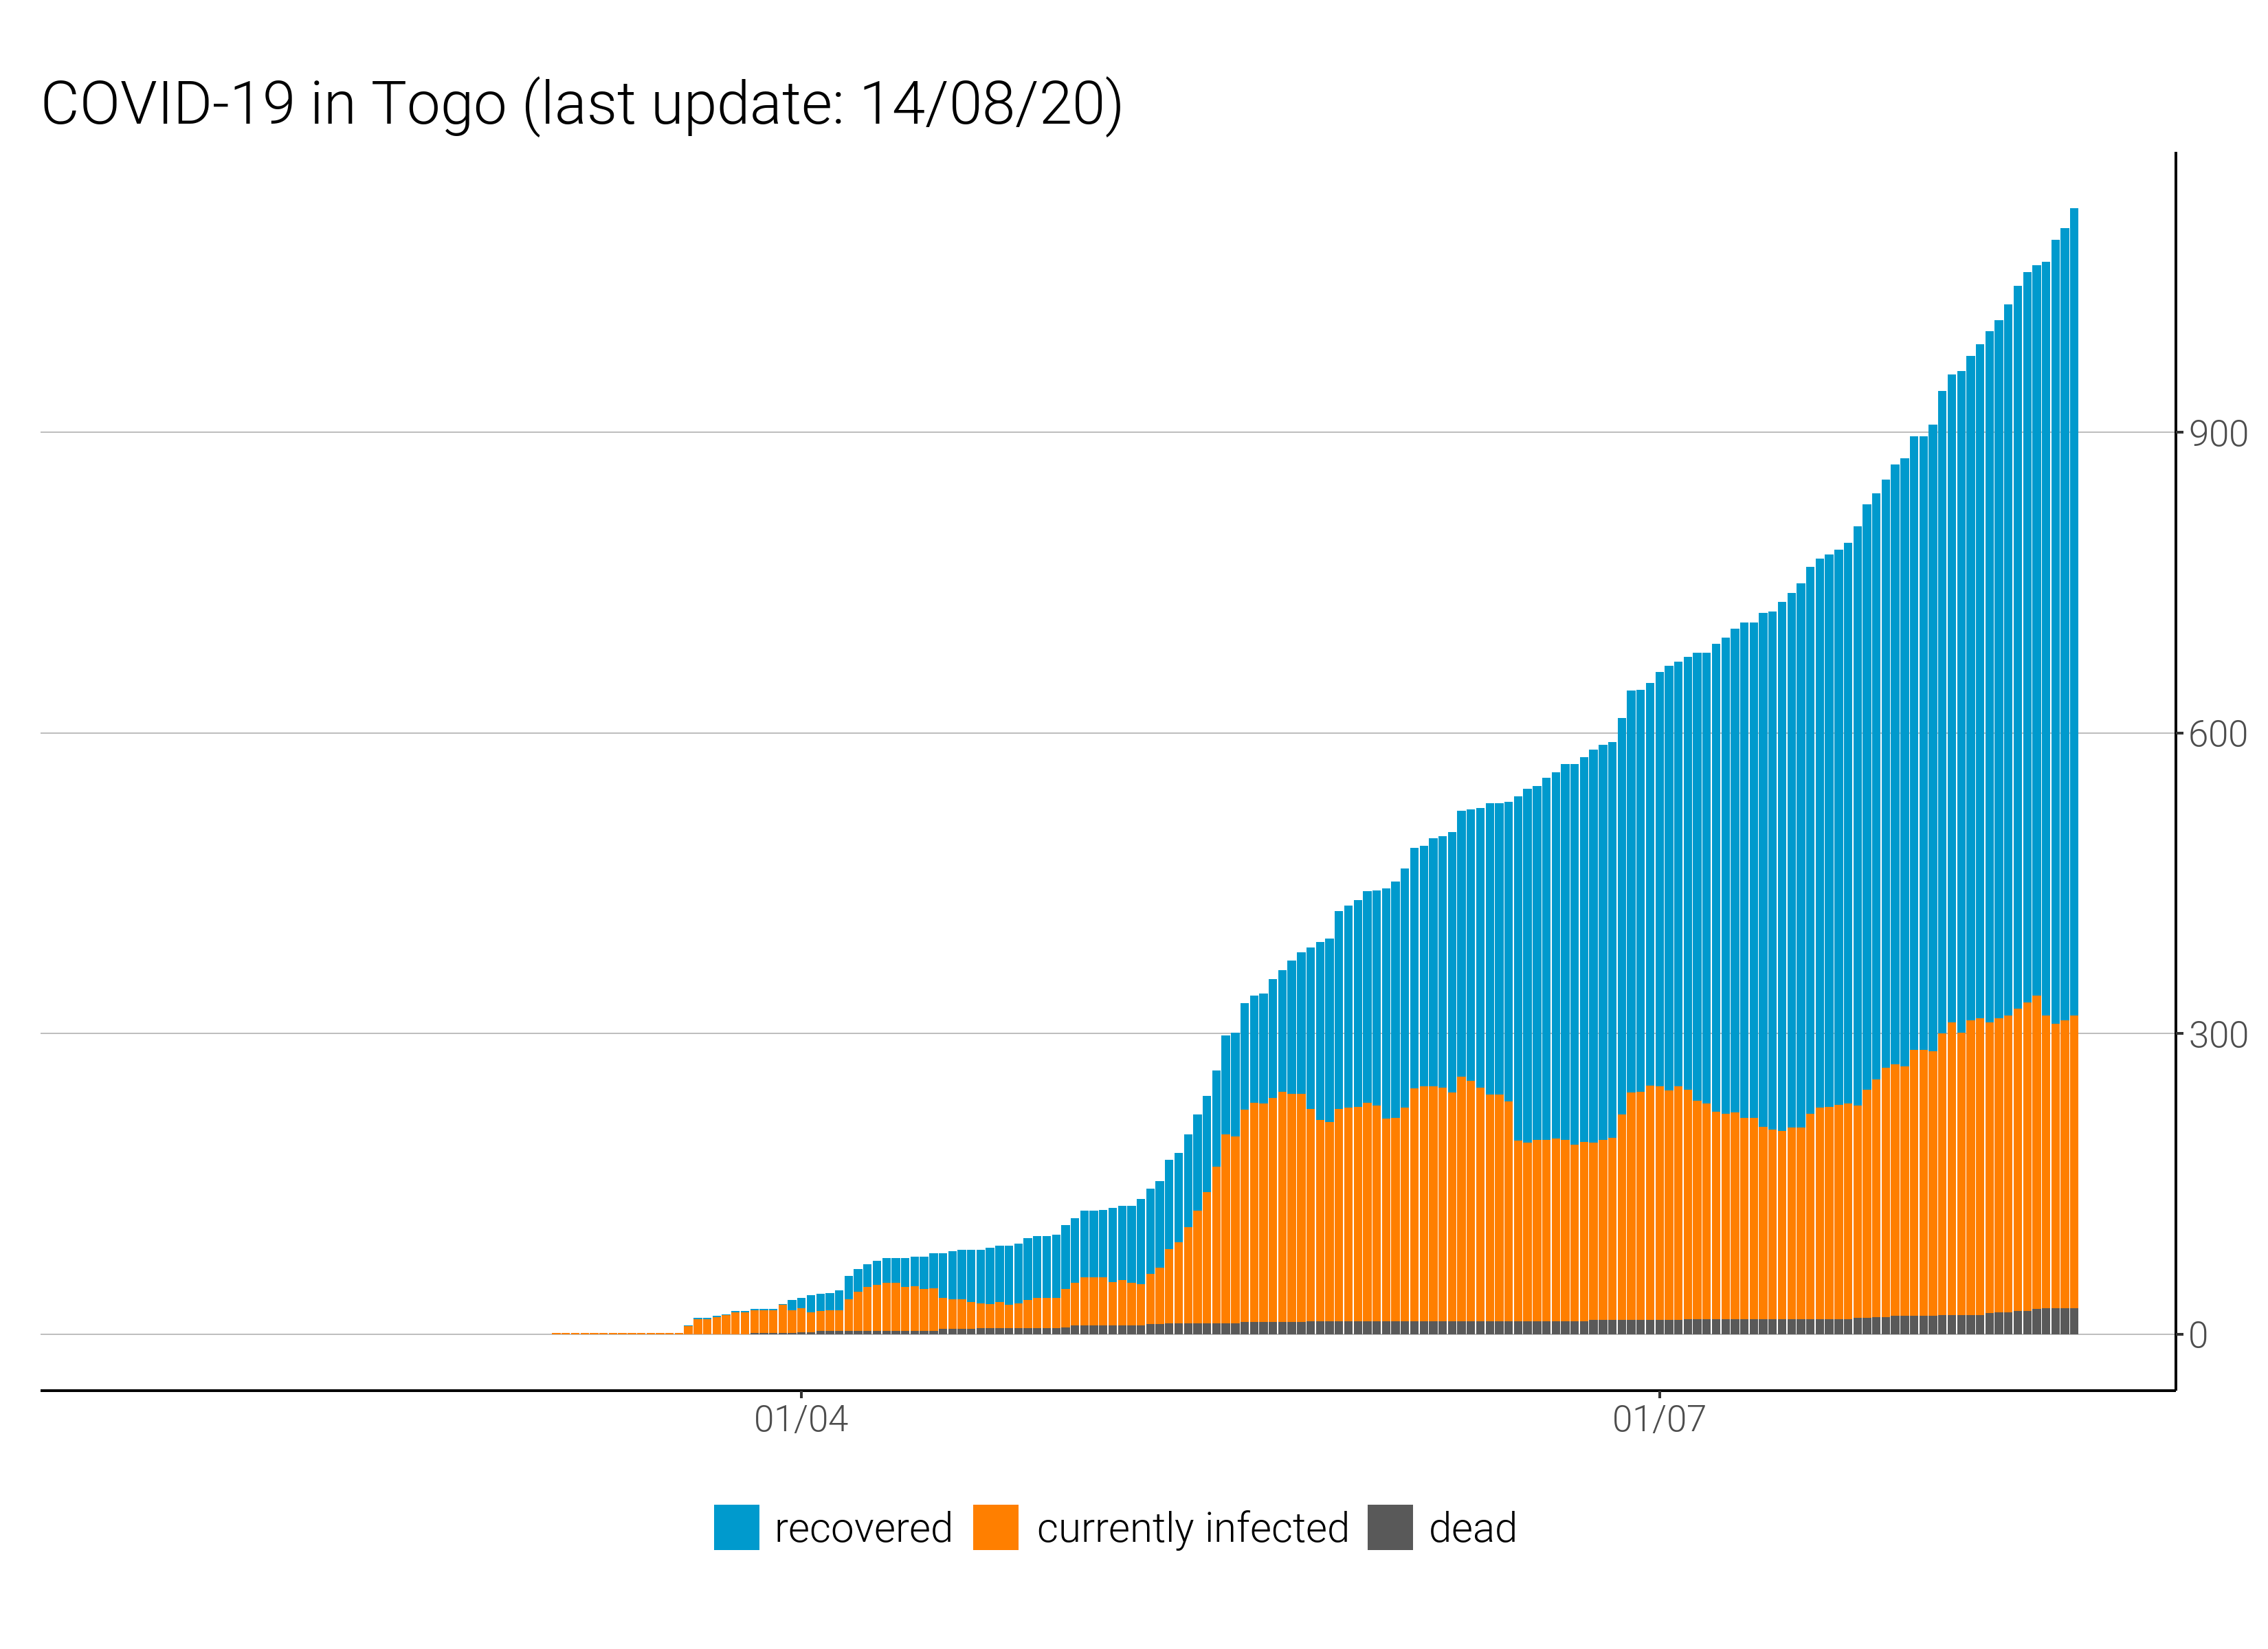 COVID-19 in Togo (last update: 14/08/20)
900
600
300
0
01/04 01/07
recovered currently infected dead